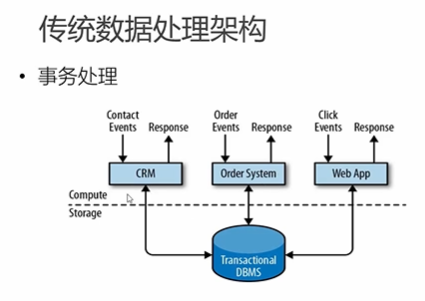 传统数据处理架构
• 事务处理
Contact Events Response
Order Events Response
Click Events Response
CRM
Order System
Web App
Compute
Storage
Transactional
DBMS